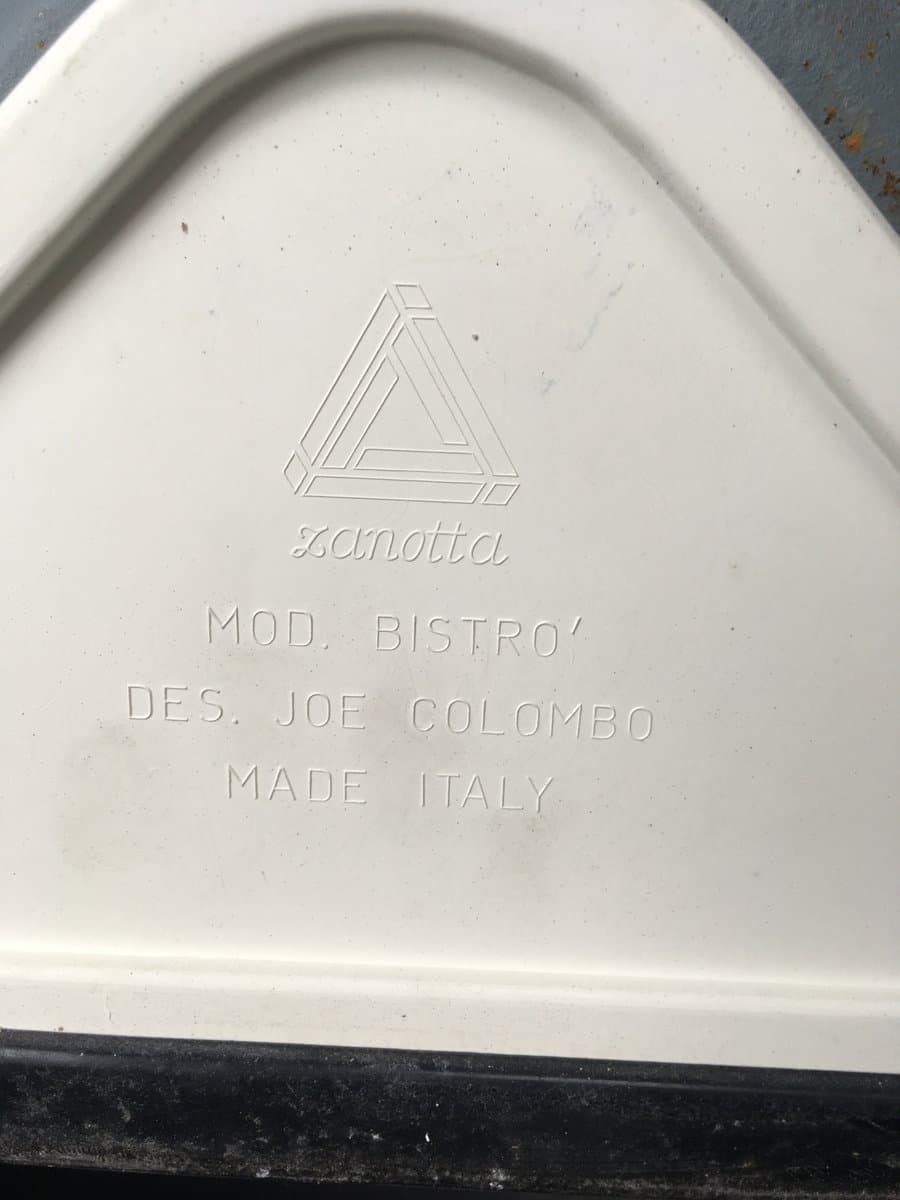 zanotta
MOD. BISTRO'
DES. JOE COLOMBO
MADE ITALY